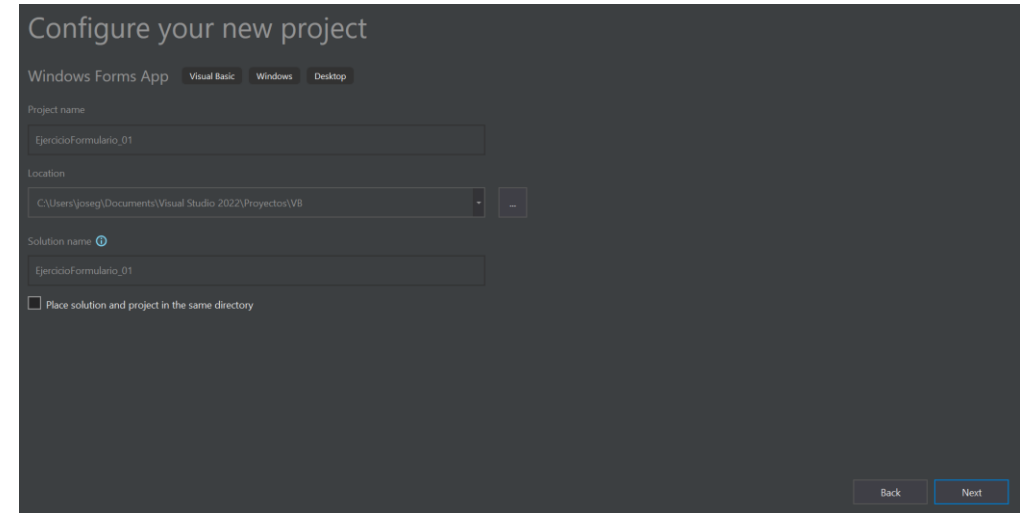 Configure your new project
Windows Forms App Visual Basic Windows Desktop
Project name
EjercicioFormulario_01
Location
C:\Users\joseg\Documents\Visual Studio 2022\Proyectos\VB
...
Solution name
EjercicioFormulario_01
Place solution and project in the same directory
Back Next